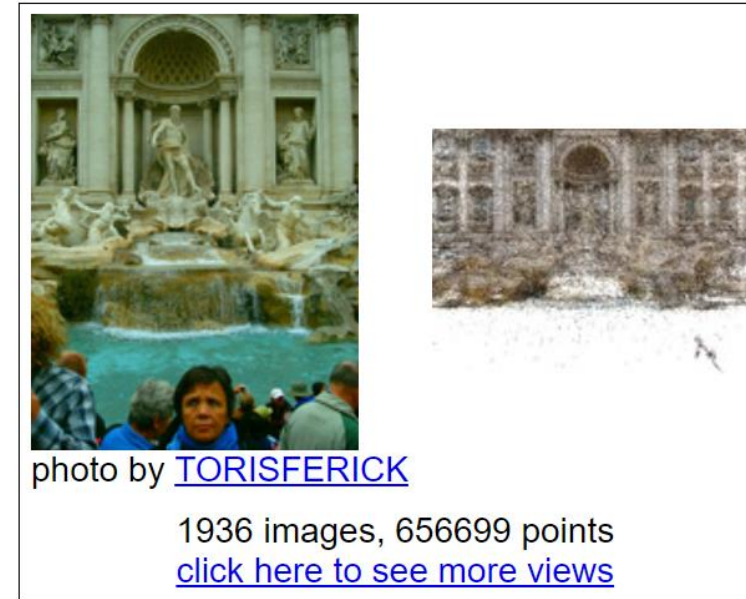 photo by TORISFERICK
1936 images, 656699 points
click here to see more views